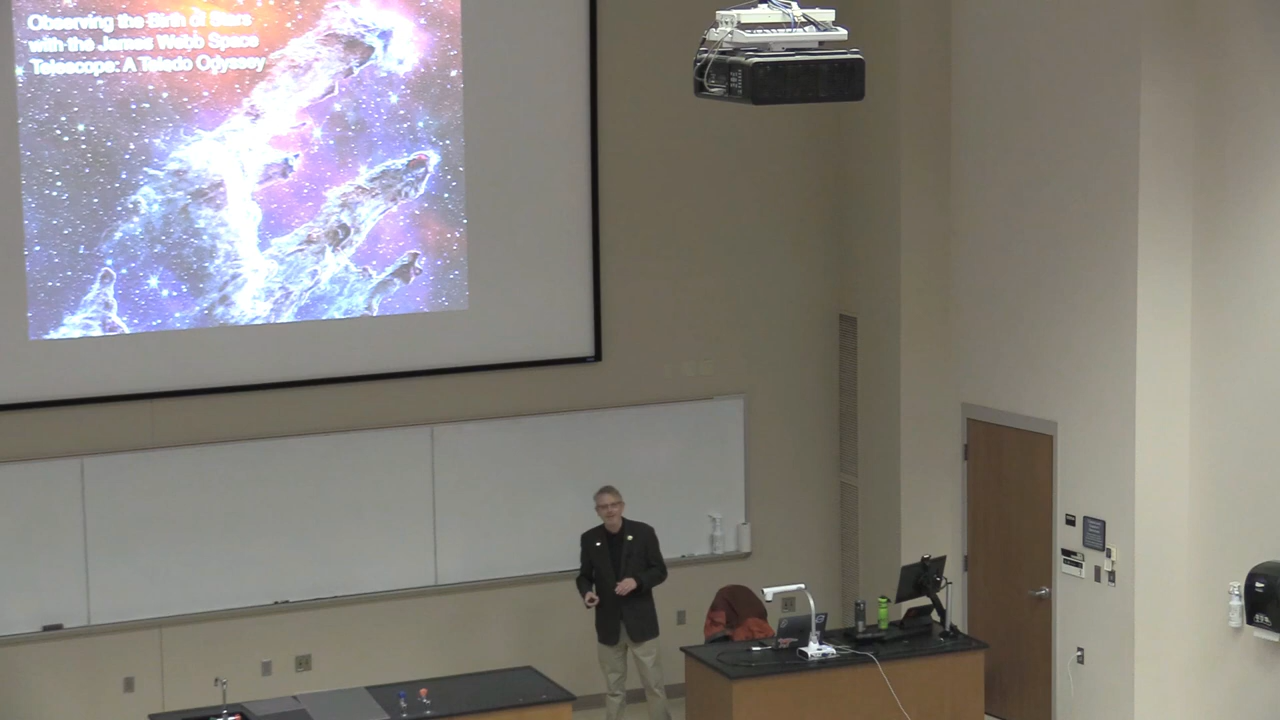 Observing the Birth of Stars
with the James Webb Space
Telescope: A Toledo Odyssey